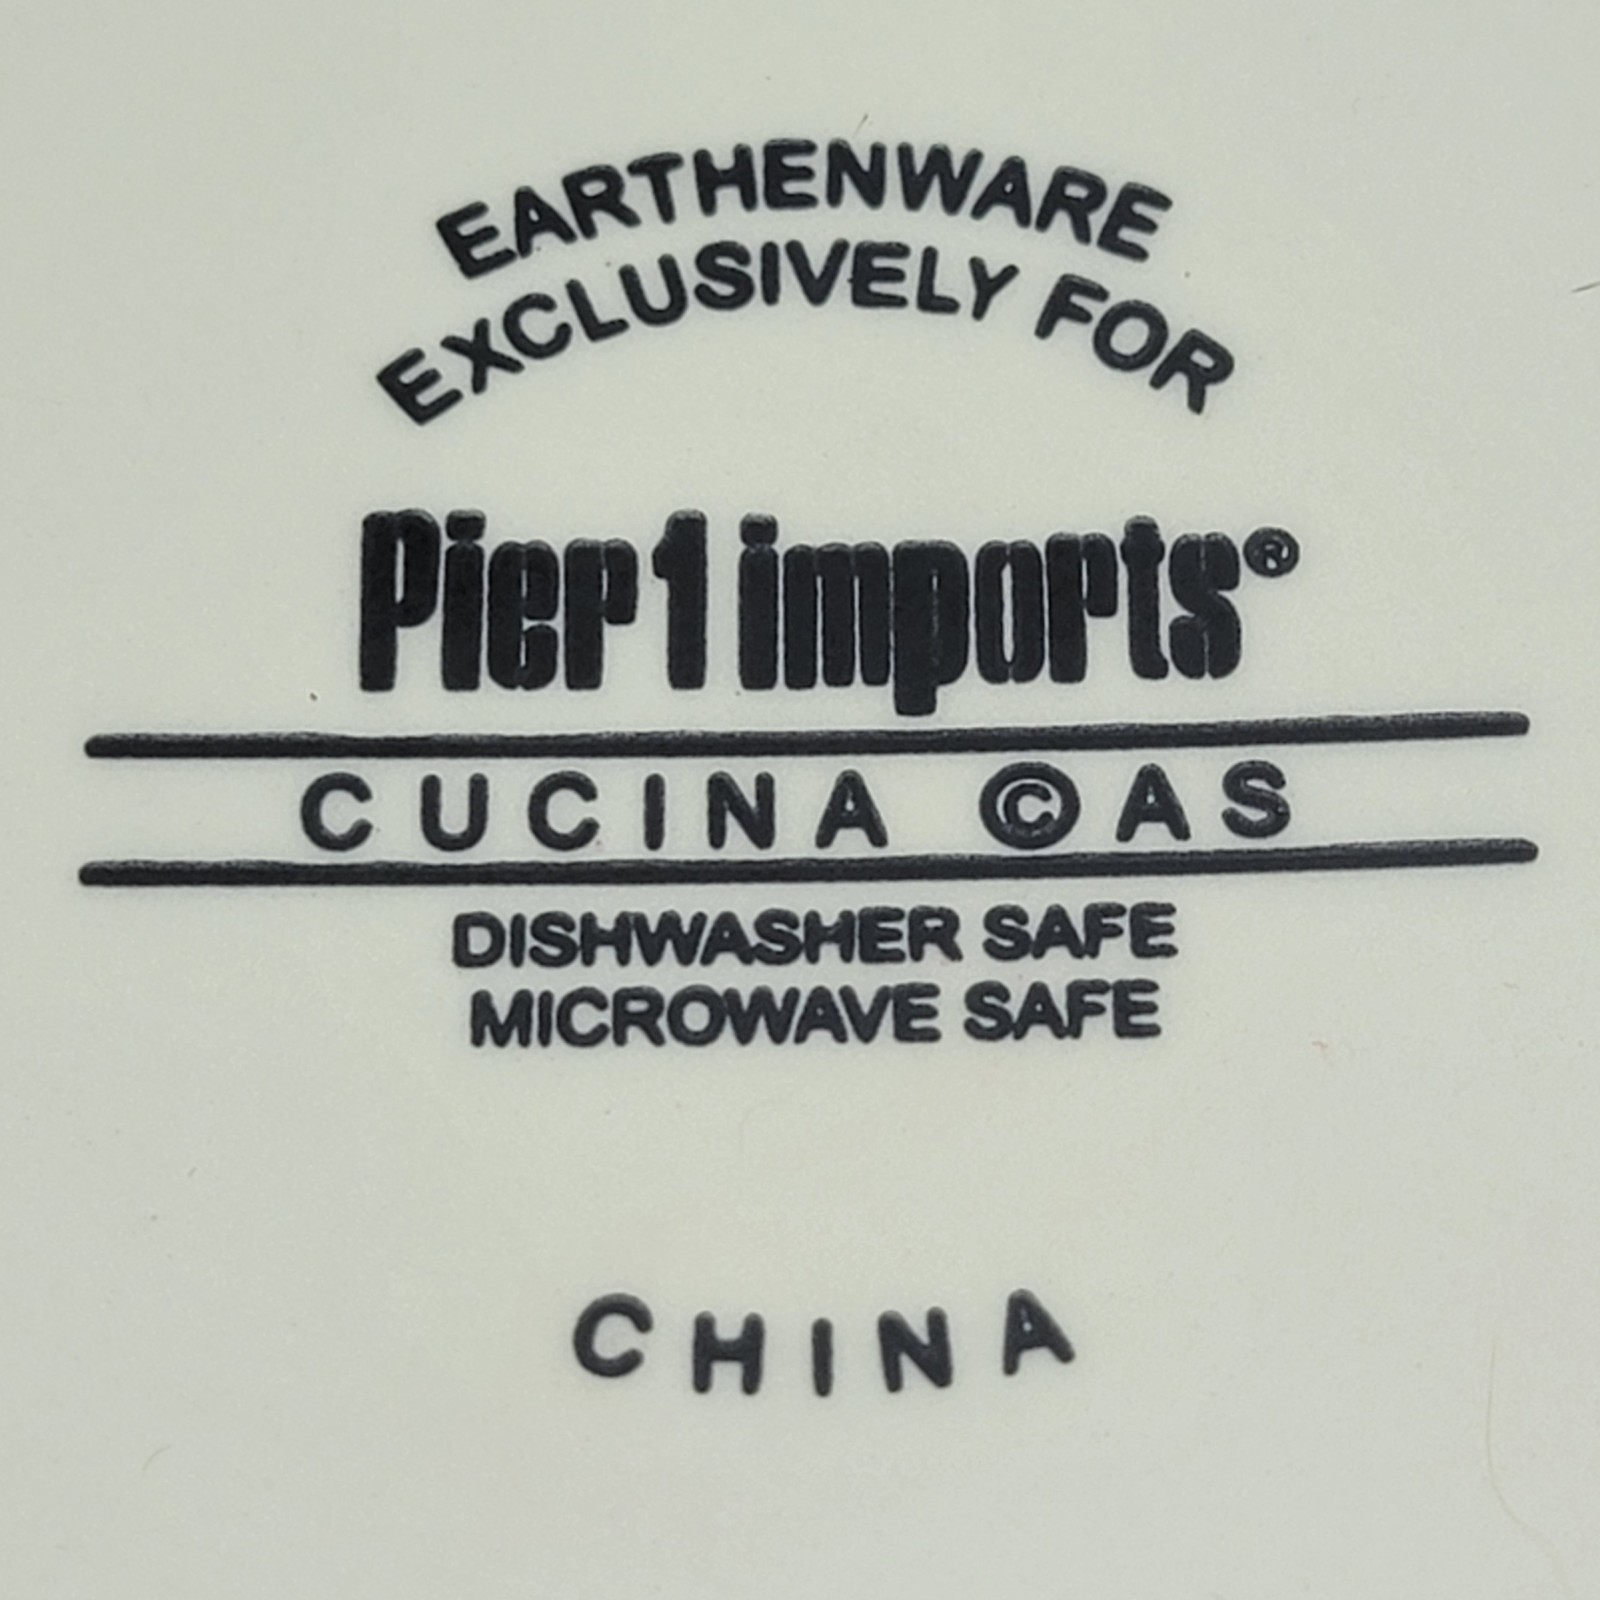 EARTHENWARE
EXCLUSIVELY FOR
Pier 1 imports®
CUCINA ©AS
DISHWASHER SAFE
MICROWAVE SAFE
CHINA